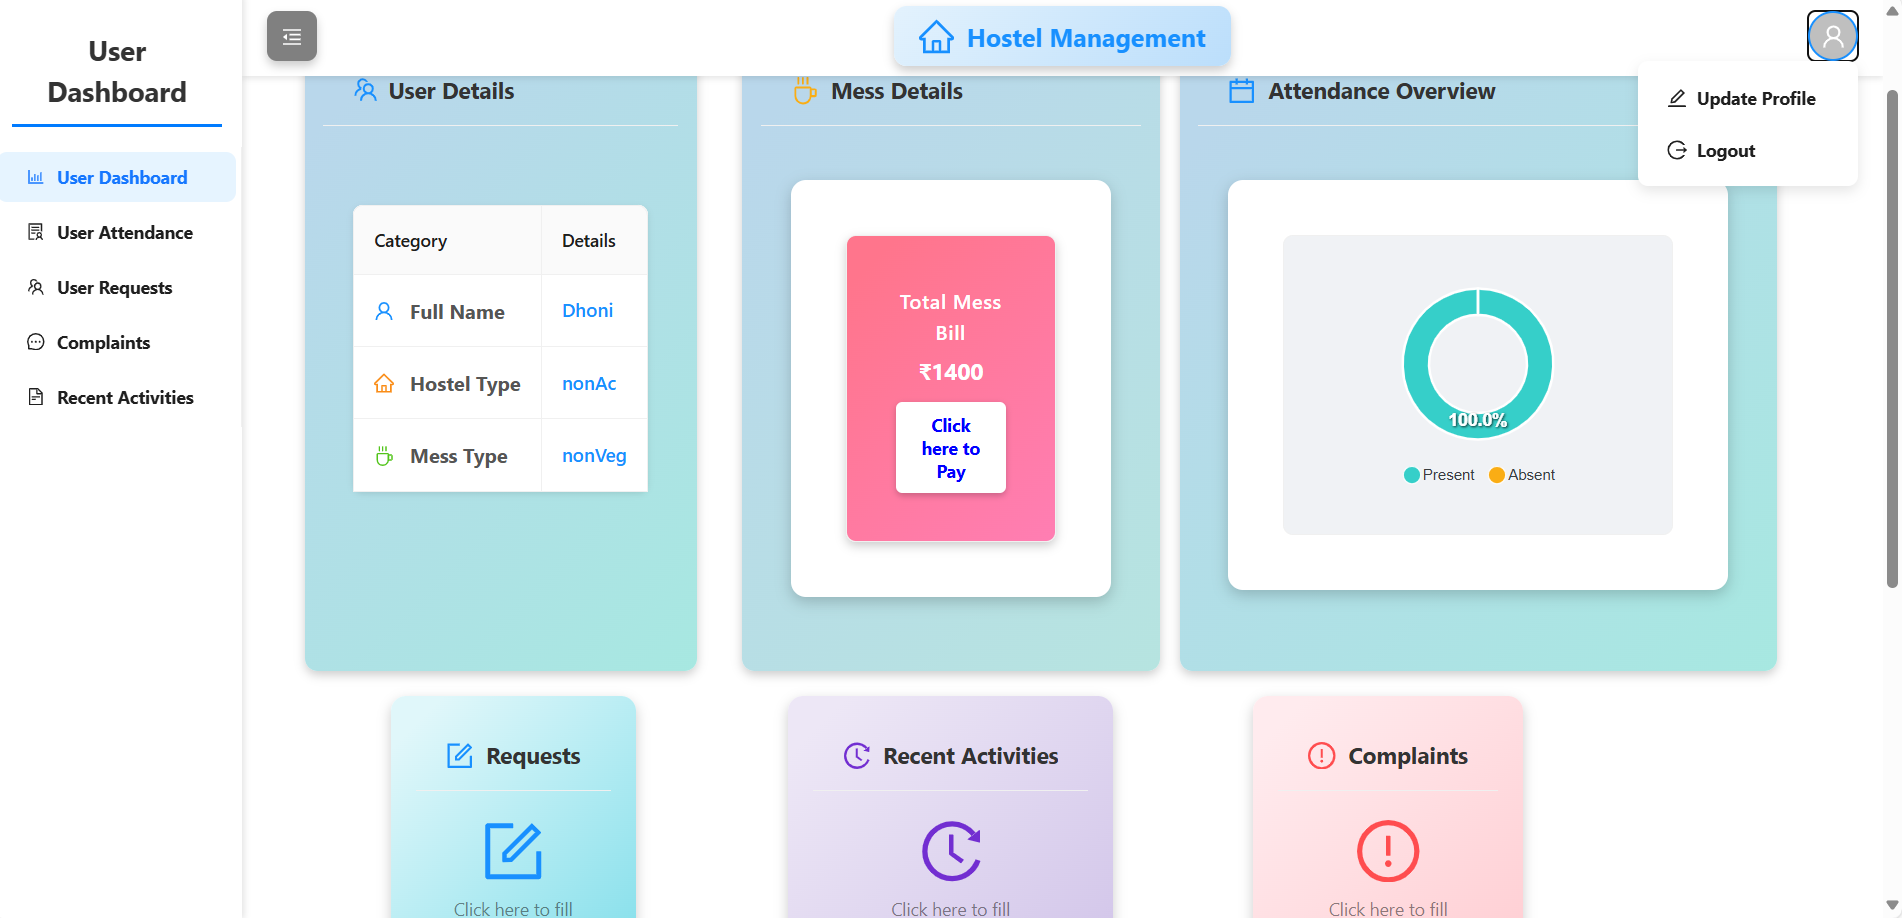 User
Dashboard
User Dashboard
User Attendance
User Requests
Complaints
Recent Activities
Hostel Management
Update Profile
Logout
User Details
Category Details
Full Name Dhoni
Hostel Type nonAc
Mess Type nonVeg
Mess Details
Total Mess
Bill
₹1400
Click
here to
Pay
Attendance Overview
100.0%
Present Absent
Requests
Click here to fill
Recent Activities
Click here to fill
Complaints
Click here to fill